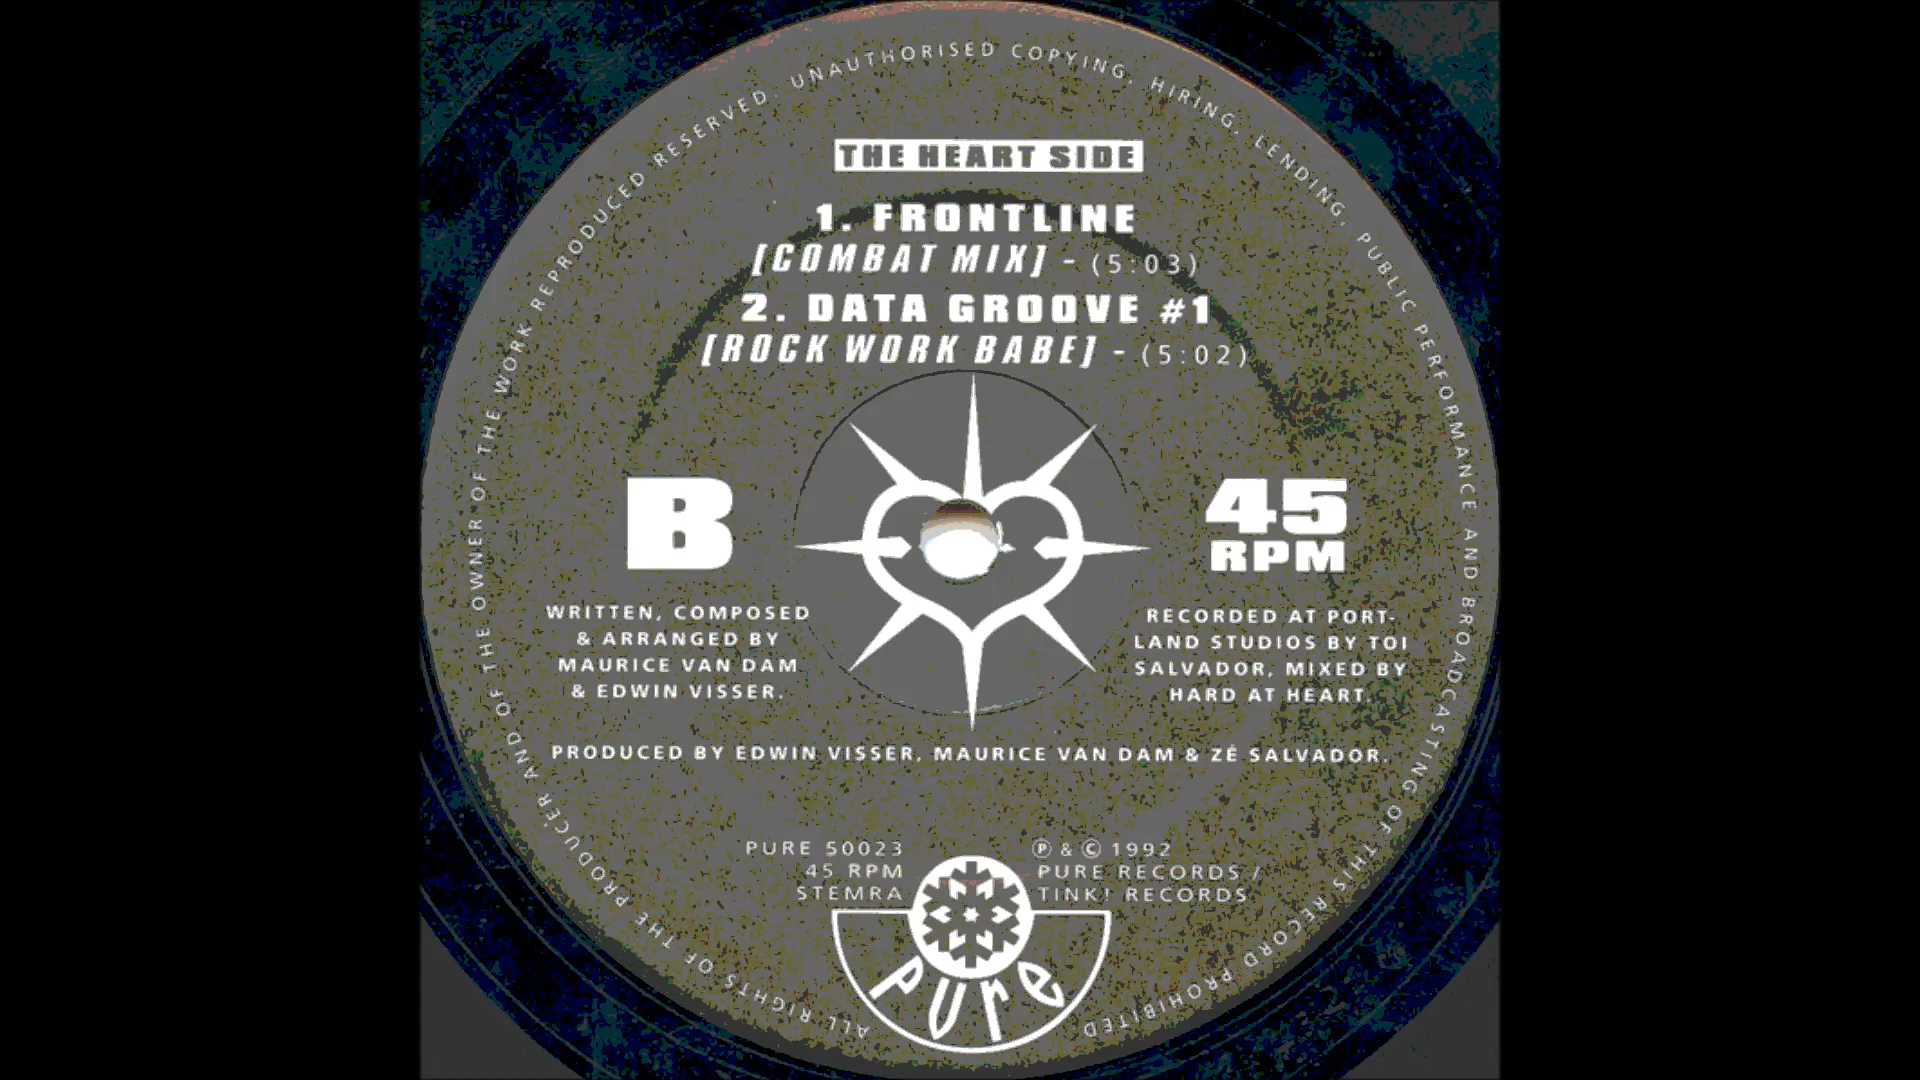 THE HEART SIDE
1. FRONTLINE
[COMBAT MIX] - (5:03)
2. DATA GROOVE #1
[ROCK WORK BABE] - (5:02)
B
45
RPM
WRITTEN, COMPOSED
& ARRANGED BY
MAURICE VAN DAM
& EDWIN VISSER.
RECORDED AT PORT-
LAND STUDIOS BY TOI
SALVADOR, MIXED BY
HARD AT HEART.
PRODUCED BY EDWIN VISSER, MAURICE VAN DAM & ZÉ SALVADOR.
PURE 50023
45 RPM
STEMRA
Ⓟ & © 1992
PURE RECORDS /
TINK! RECORDS
pure
ALL RIGHTS OF THE PRODUCER AND OF THE OWNER OF THE WORK REPRODUCED RESERVED. UNAUTHORISED COPYING, HIRING, LENDING, PUBLIC PERFORMANCE AND BROADCASTING OF THIS RECORD PROHIBITED